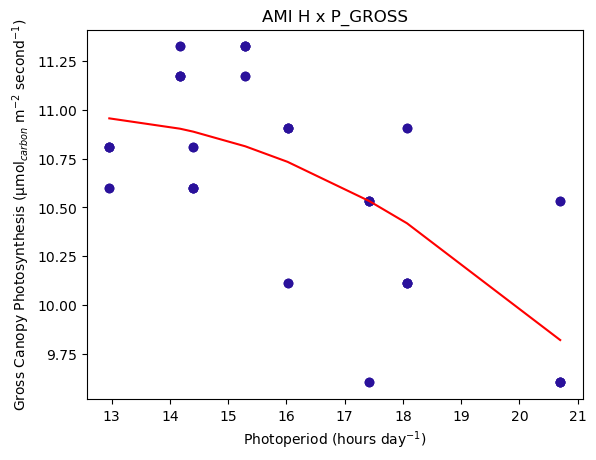 AMI H x P_GROSS
Gross Canopy Photosynthesis (µmol_{carbon} m^{−2} second^{−1})
11.25
11.00
10.75
10.50
10.25
10.00
9.75
13 14 15 16 17 18 19 20 21
Photoperiod (hours day^{−1})